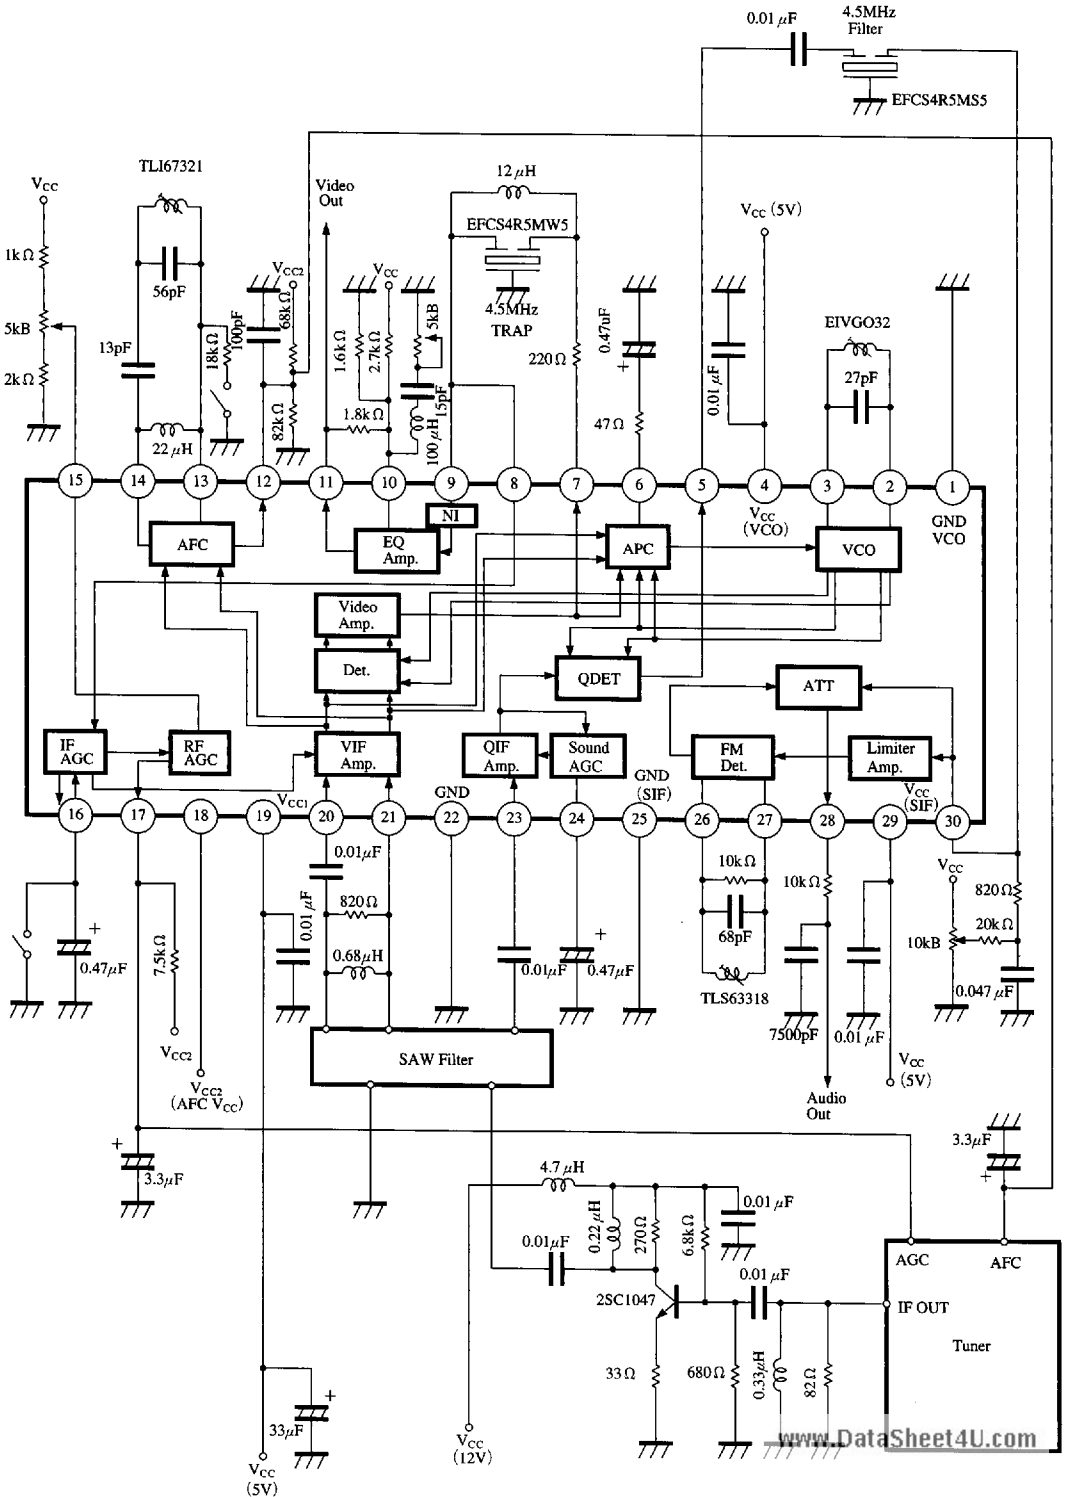 0.01 μF
4.5MHz
Filter
EFCS4R5MS5
TLI67321
VCC
1kΩ
5kB
2kΩ
56pF
13pF
22 μH
18kΩ
100pF
VCC2
68kΩ
82kΩ
Video
Out
VCC
1.6kΩ
2.7kΩ
1.8kΩ
5kB
15pF
100 μH
12 μH
EFCS4R5MW5
4.5MHz
TRAP
220Ω
0.47uF
+
47Ω
0.01 μF
VCC (5V)
EIVGO32
27pF
15
14
13
12
11
10
9
8
7
6
5
4
3
2
1
VCC
(VCO)
GND
VCO
AFC
NI
EQ
Amp.
APC
VCO
Video
Amp.
Det.
QDET
ATT
IF
AGC
RF
AGC
VIF
Amp.
QIF
Amp.
Sound
AGC
FM
Det.
Limiter
Amp.
VCC1
GND
GND
(SIF)
VCC
(SIF)
16
17
18
19
20
21
22
23
24
25
26
27
28
29
30
+
0.47μF
7.5kΩ
VCC2
VCC2
(AFC VCC)
0.01 μF
0.01μF
820Ω
0.68μH
0.01μF
+
0.47μF
10kΩ
68pF
TLS63318
10kΩ
7500pF
0.01 μF
VCC
(5V)
VCC
10kB
820Ω
20kΩ
0.047 μF
SAW Filter
Audio
Out
+
3.3μF
3.3μF
+
4.7 μH
0.22 μH
270Ω
6.8kΩ
0.01 μF
0.01μF
2SC1047
0.01 μF
33Ω
680Ω
0.33μH
82Ω
AGC
AFC
IF OUT
Tuner
+
33μF
VCC
(5V)
VCC
(12V)
www.DataSheet4U.com